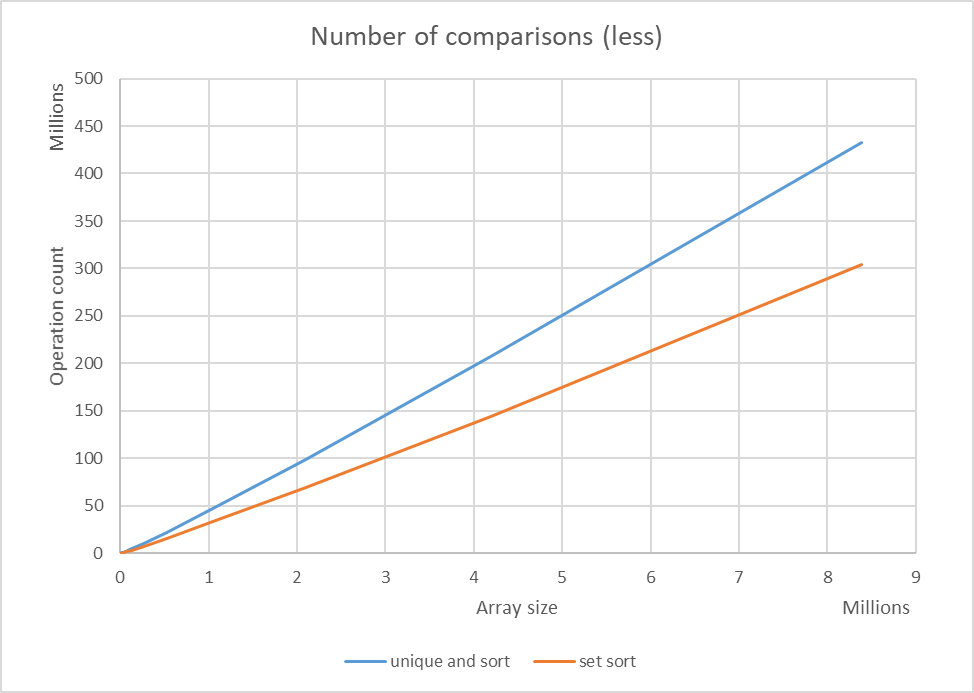 Number of comparisons (less)
Millions
Operation count
500
450
400
350
300
250
200
150
100
50
0
0 1 2 3 4 5 6 7 8 9
Array size
Millions
unique and sort
set sort